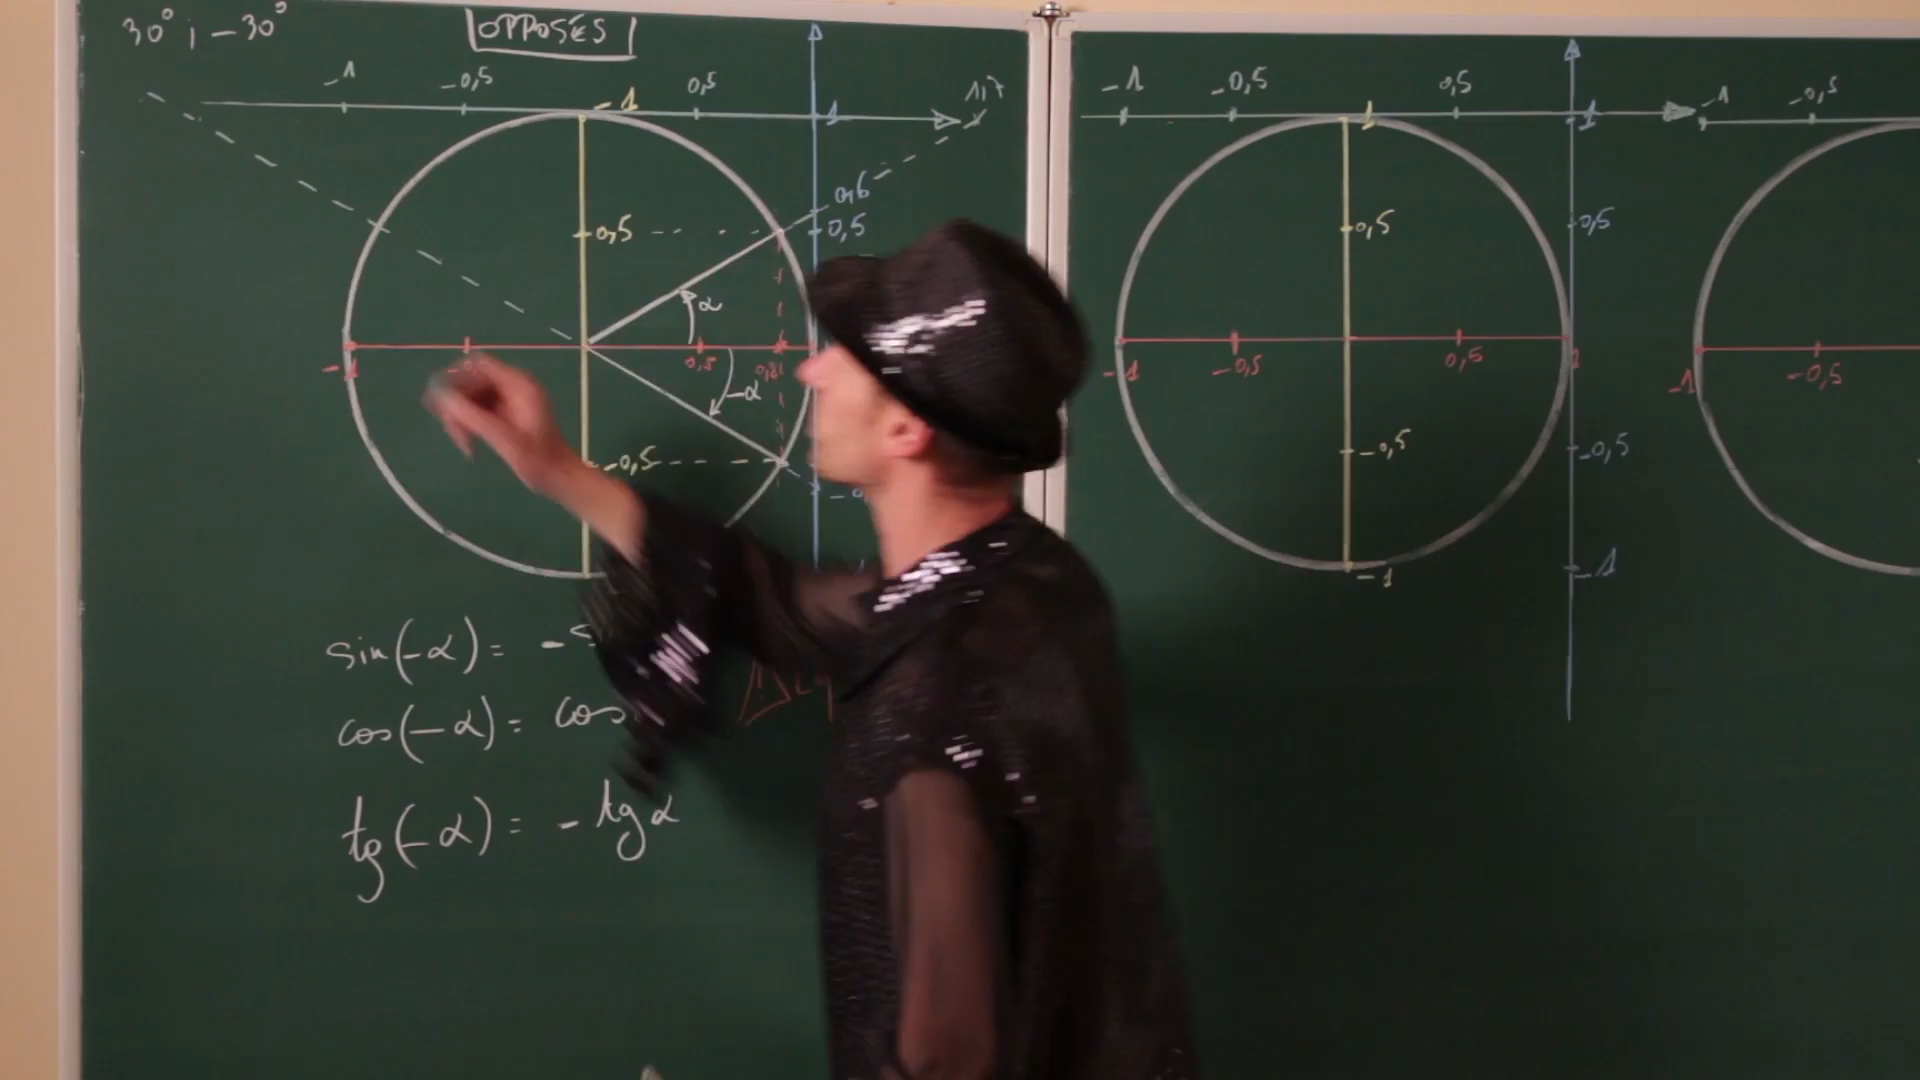 30° ; -30°
OPPOSÉS
-1 -0,5 0,5 1,7
-1 1
0,6
0,5 0,5
α
-1 0,5
-α
-0,5
sin(-α) = -
cos(-α) = cos
tg(-α) = - tg α
-1 -0,5 0,5
1 1
0,5 0,5
-1 -0,5 0,5 1
-0,5 -0,5
-1 -1
-1 -0,5
-1 -0,5